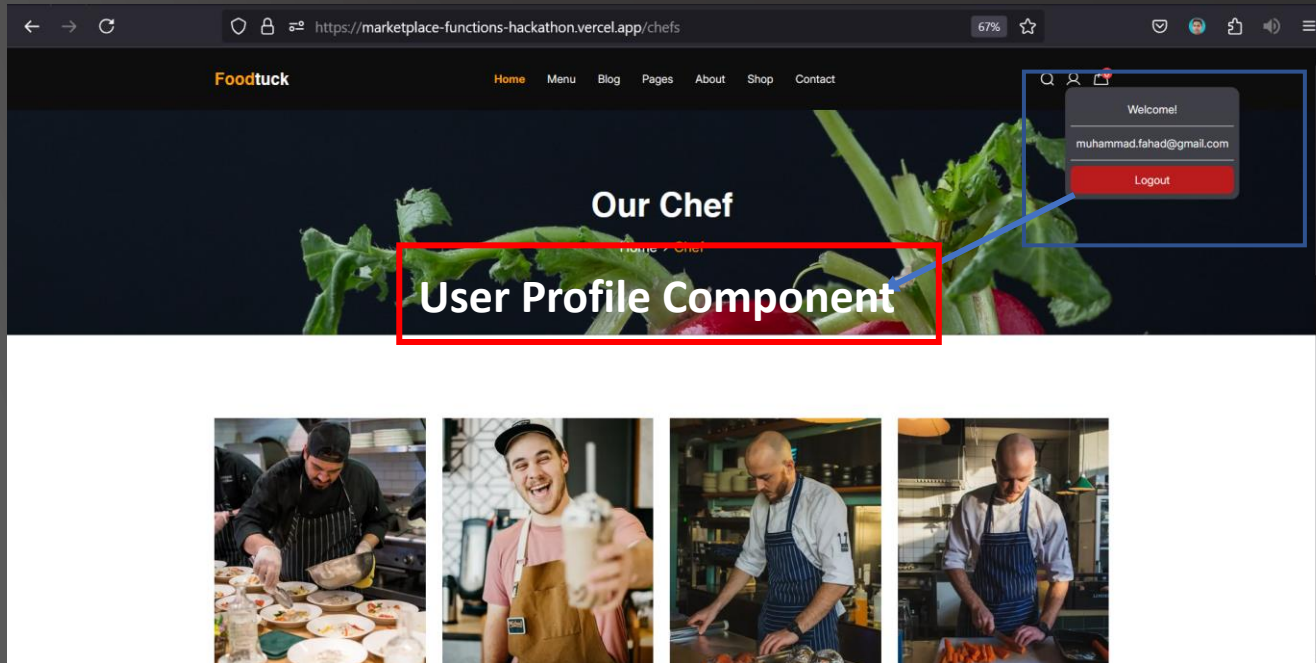 https://marketplace-functions-hackathon.vercel.app/chefs 67%
Foodtuck Home Menu Blog Pages About Shop Contact
Welcome!
muhammad.fahad@gmail.com
Logout
Our Chef
Home > Chef
User Profile Component